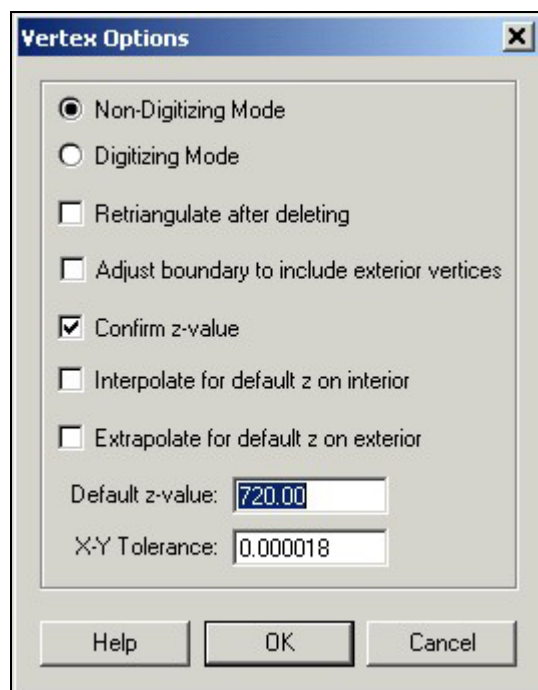 Vertex Options
Non-Digitizing Mode
Digitizing Mode
Retriangulate after deleting
Adjust boundary to include exterior vertices
Confirm z-value
Interpolate for default z on interior
Extrapolate for default z on exterior
Default z-value: 720.00
X-Y Tolerance: 0.000018
Help OK Cancel